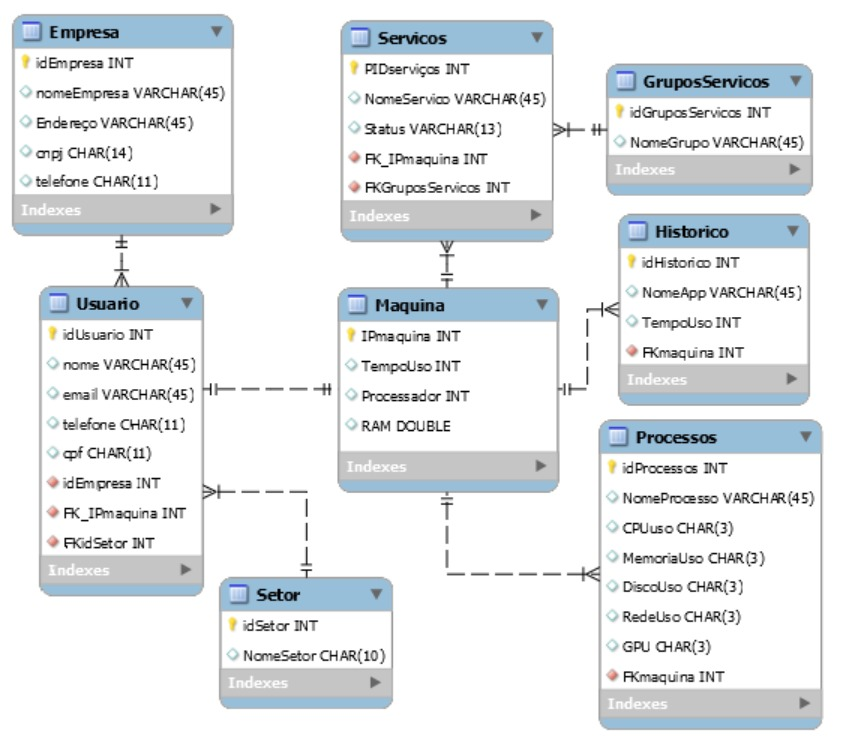 Empresa
idEmpresa INT
nomeEmpresa VARCHAR(45)
Endereço VARCHAR(45)
cnpj CHAR(14)
telefone CHAR(11)
Indexes
Servicos
PIDserviços INT
NomeServico VARCHAR(45)
Status VARCHAR(13)
FK_IPmaquina INT
FKGruposServicos INT
Indexes
GruposServicos
idGruposServicos INT
NomeGrupo VARCHAR(45)
Indexes
Usuario
idUsuario INT
nome VARCHAR(45)
email VARCHAR(45)
telefone CHAR(11)
cpf CHAR(11)
idEmpresa INT
FK_IPmaquina INT
FKidSetor INT
Indexes
Maquina
IPmaquina INT
TempoUso INT
Processador INT
RAM DOUBLE
Indexes
Historico
idHistorico INT
NomeApp VARCHAR(45)
TempoUso INT
FKmaquina INT
Indexes
Setor
idSetor INT
NomeSetor CHAR(10)
Indexes
Processos
idProcessos INT
NomeProcesso VARCHAR(45)
CPUuso CHAR(3)
MemoriaUso CHAR(3)
DiscoUso CHAR(3)
RedeUso CHAR(3)
GPU CHAR(3)
FKmaquina INT
Indexes